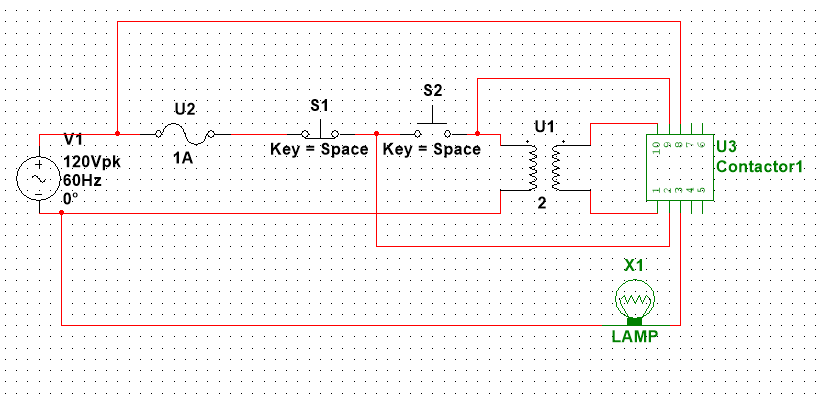 V1
120Vpk
60Hz
0°
U2
1A
S1
Key = Space
S2
Key = Space
U1
2
10 9 8 7 6
1 2 3 4 5
U3
Contactor1
X1
LAMP